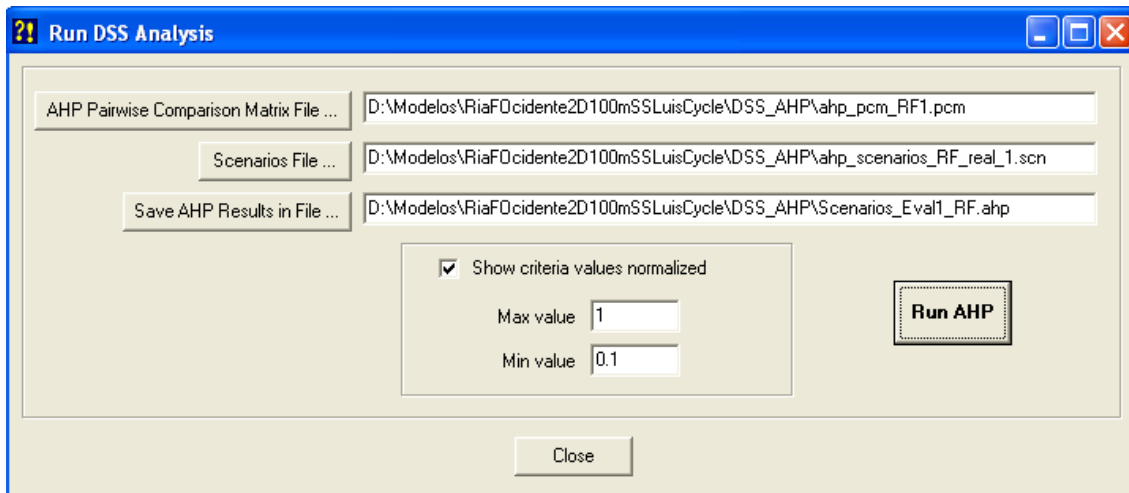 ?! Run DSS Analysis
AHP Pairwise Comparison Matrix File ... D:\Modelos\RiaFOcidente2D100mSSLuisCycle\DSS_AHP\ahp_pcm_RF1.pcm
Scenarios File ... D:\Modelos\RiaFOcidente2D100mSSLuisCycle\DSS_AHP\ahp_scenarios_RF_real_1.scn
Save AHP Results in File ... D:\Modelos\RiaFOcidente2D100mSSLuisCycle\DSS_AHP\Scenarios_Eval1_RF.ahp
Show criteria values normalized
Max value 1
Min value 0.1
Run AHP
Close